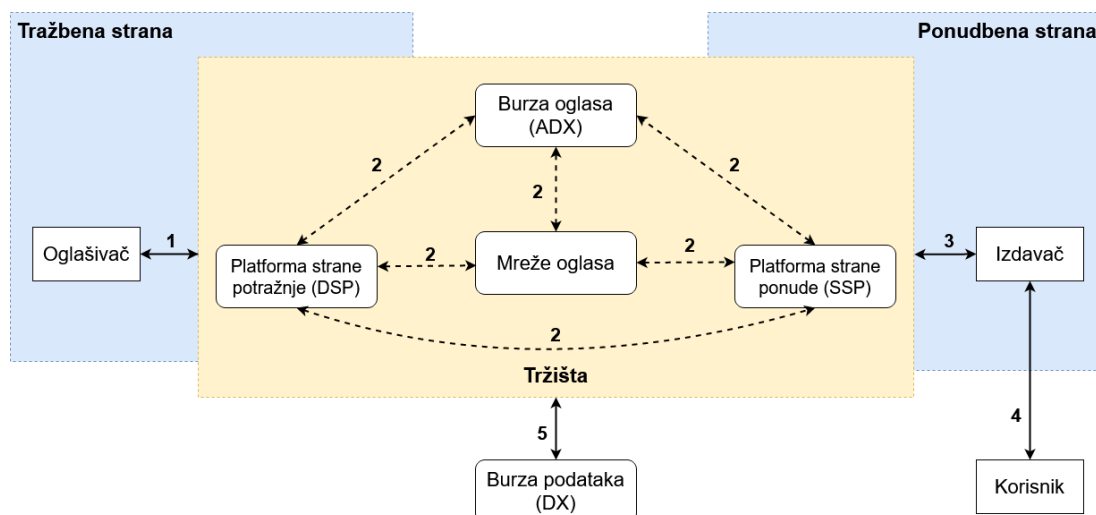 Tražbena strana
Ponudbena strana
Burza oglasa
(ADX)
2
2
2
Oglašivač
1
Platforma strane
potražnje (DSP)
2
Mreže oglasa
2
Platforma strane
ponude (SSP)
3
Izdavač
2
Tržišta
5
4
Burza podataka
(DX)
Korisnik